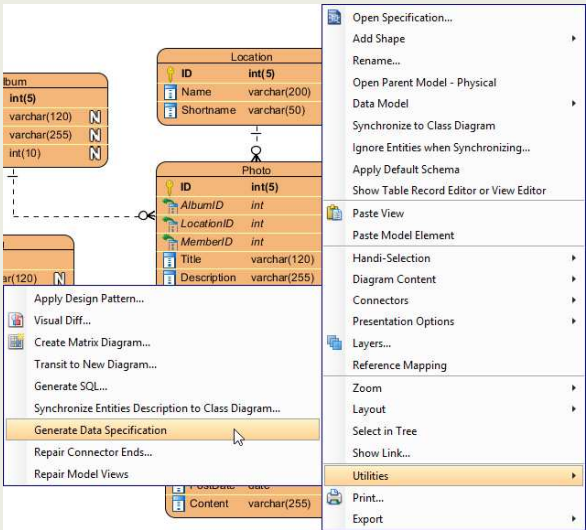 Location
ID int(5)
Name varchar(200)
Shortname varchar(50)
int(5)
varchar(120) N
varchar(255) N
int(10) N
Photo
ID int(5)
AlbumID int
LocationID int
MemberID int
Title varchar(120)
Description varchar(255)
N
Content varchar(255)
Open Specification...
Add Shape
Rename...
Open Parent Model - Physical
Data Model
Synchronize to Class Diagram
Ignore Entities when Synchronizing...
Apply Default Schema
Show Table Record Editor or View Editor
Paste View
Paste Model Element
Handi-Selection
Diagram Content
Connectors
Presentation Options
Layers...
Reference Mapping
Zoom
Layout
Select in Tree
Show Link...
Utilities
Print...
Export
Apply Design Pattern...
Visual Diff...
Create Matrix Diagram...
Transit to New Diagram...
Generate SQL...
Synchronize Entities Description to Class Diagram...
Generate Data Specification
Repair Connector Ends...
Repair Model Views